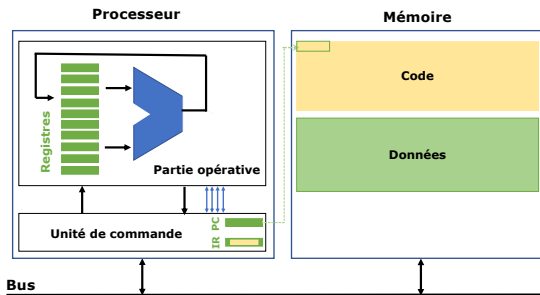 Processeur
Mémoire
Registres
Partie opérative
Code
Données
Unité de commande
PC
IR
Bus